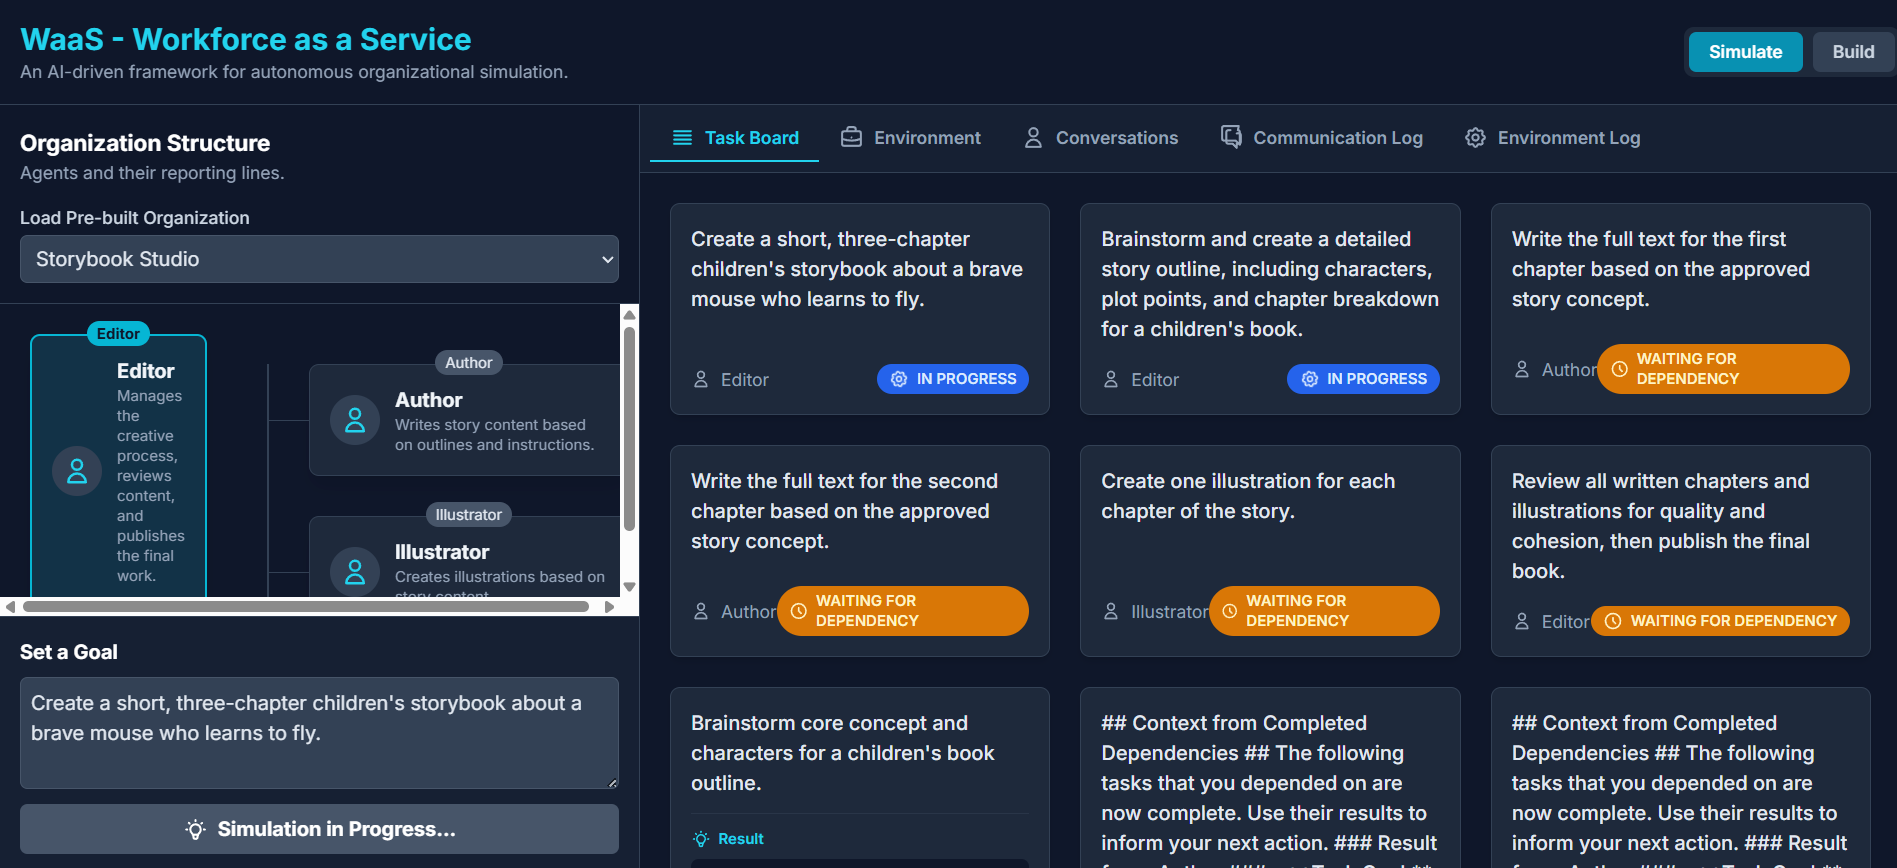 WaaS - Workforce as a Service
An AI-driven framework for autonomous organizational simulation.
Simulate
Build
Organization Structure
Agents and their reporting lines.
Load Pre-built Organization
Storybook Studio
Editor
Editor
Manages
the
creative
process,
reviews
content,
and
publishes
the final
work.
Author
Author
Writes story content based
on outlines and instructions.
Illustrator
Illustrator
Creates illustrations based on
story content
Set a Goal
Create a short, three-chapter children's storybook about a
brave mouse who learns to fly.
Simulation in Progress...
Task Board
Environment
Conversations
Communication Log
Environment Log
Create a short, three-chapter
children's storybook about a brave
mouse who learns to fly.
Editor
IN PROGRESS
Brainstorm and create a detailed
story outline, including characters,
plot points, and chapter breakdown
for a children's book.
Editor
IN PROGRESS
Write the full text for the first
chapter based on the approved
story concept.
Author
WAITING FOR
DEPENDENCY
Write the full text for the second
chapter based on the approved
story concept.
Author
WAITING FOR
DEPENDENCY
Create one illustration for each
chapter of the story.
Illustrator
WAITING FOR
DEPENDENCY
Review all written chapters and
illustrations for quality and
cohesion, then publish the final
book.
Editor
WAITING FOR DEPENDENCY
Brainstorm core concept and
characters for a children's book
outline.
Result
## Context from Completed
Dependencies ## The following
tasks that you depended on are
now complete. Use their results to
inform your next action. ### Result
## Context from Completed
Dependencies ## The following
tasks that you depended on are
now complete. Use their results to
inform your next action. ### Result